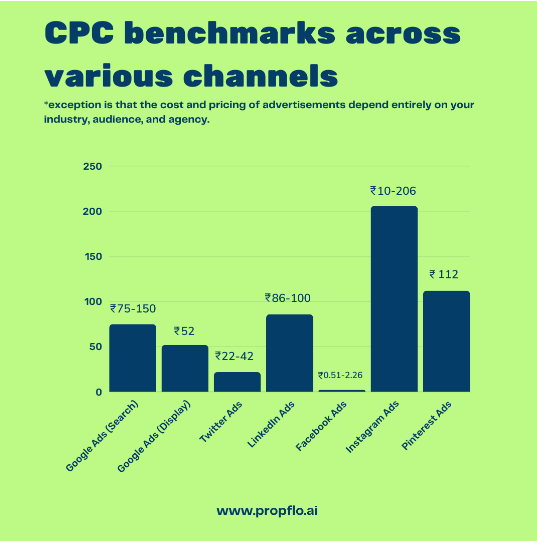 CPC benchmarks across
various channels
*exception is that the cost and pricing of advertisements depend entirely on your
industry, audience, and agency.
250
200
150
100
50
0
₹75-150
₹52
₹22-42
₹86-100
₹0.51-2.26
₹10-206
₹ 112
Google Ads (Search)
Google Ads (Display)
Twitter Ads
LinkedIn Ads
Facebook Ads
Instagram Ads
Pinterest Ads
www.propflo.ai